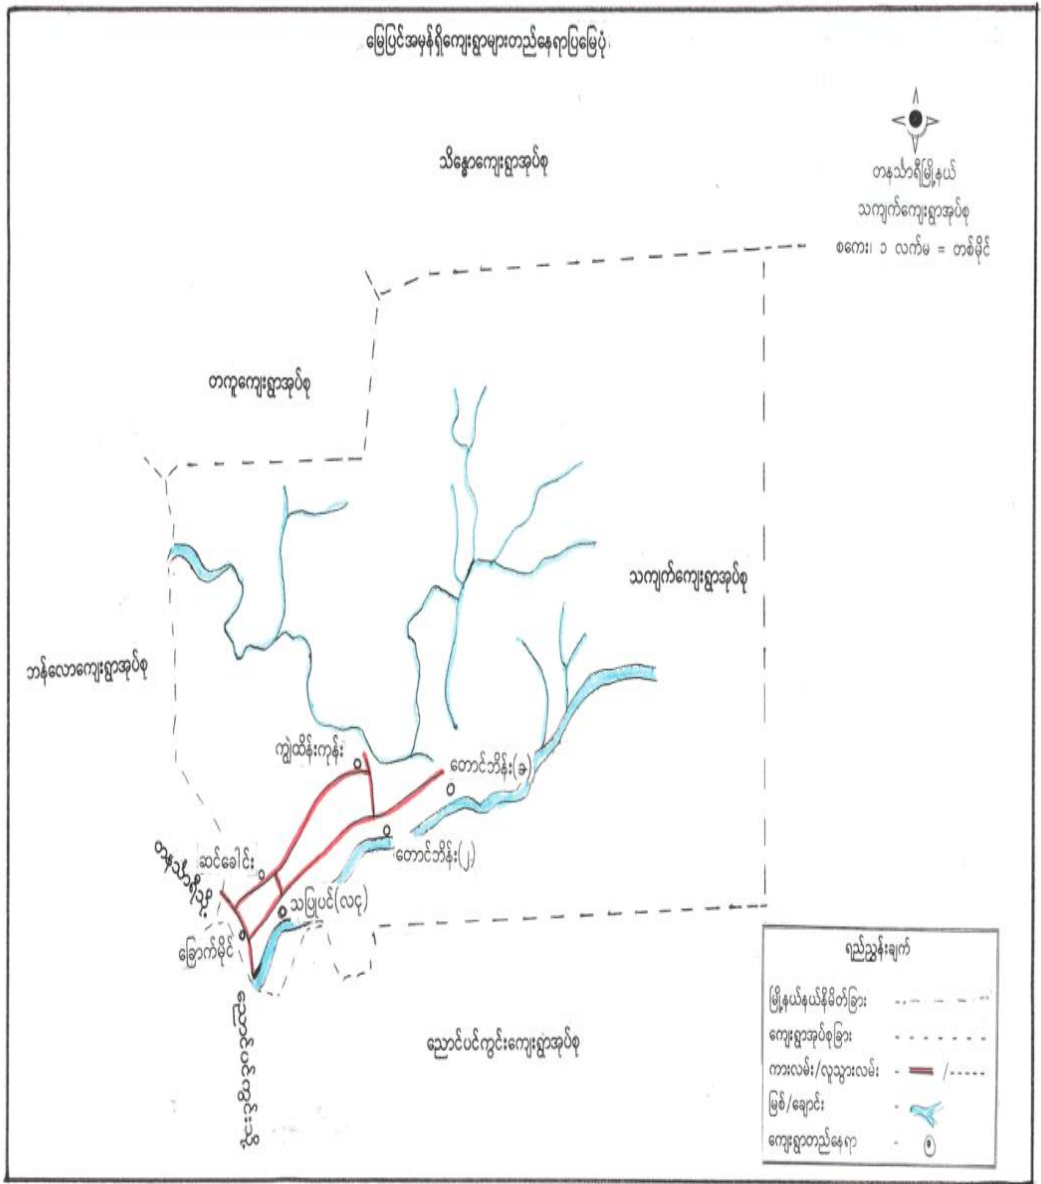 မြေပြင်အမှန်ရှိကျေးရွာများတည်နေရာပြမြေပုံ
သိန္ဓောကျေးရွာအုပ်စု
တနင်္သာရီမြို့နယ်
သကျက်ကျေးရွာအုပ်စု
စကေး၊ ၁ လက်မ = တစ်မိုင်
တကူကျေးရွာအုပ်စု
သကျက်ကျေးရွာအုပ်စု
ဘန်လောကျေးရွာအုပ်စု
ကျွဲထိန်းကုန်း
တောင်ဘိန်း(ခ)
တောင်ဘိန်း(၂)
ဆင်ခေါင်း
တနင်္သာရီသို့
သပြုပင်(လငု)
ခြောက်မိုင်
ညောင်ပင်ကွင်းကျေးရွာအုပ်စု
ရည်ညွှန်းချက်
မြို့နယ်နယ်နိမိတ်ခြား
ကျေးရွာအုပ်စုခြား
ကားလမ်း/လူသွားလမ်း - /
မြစ်/ချောင်း -
ကျေးရွာတည်နေရာ -